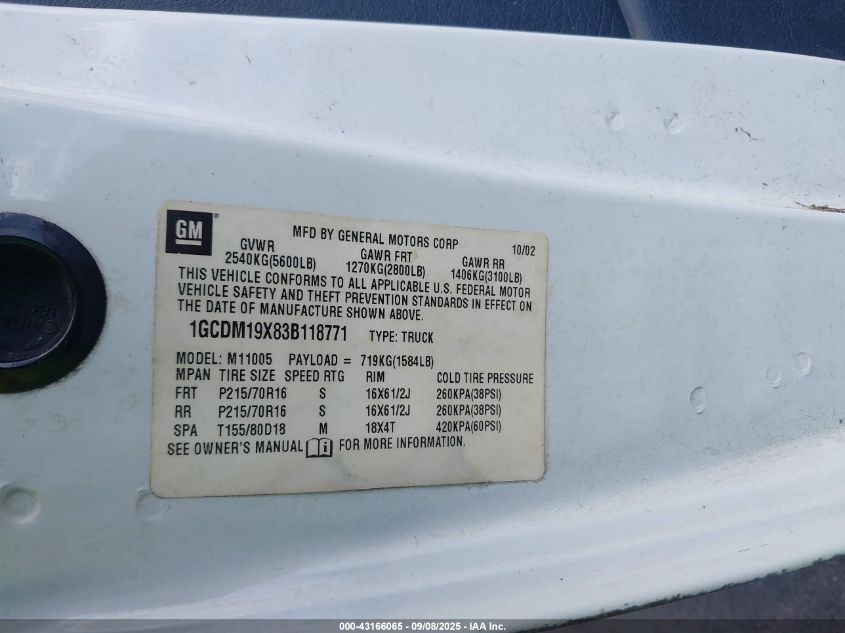 GM
MFD BY GENERAL MOTORS CORP 10/02
GVWR GAWR FRT GAWR RR
2540KG(5600LB) 1270KG(2800LB) 1406KG(3100LB)
THIS VEHICLE CONFORMS TO ALL APPLICABLE U.S. FEDERAL MOTOR
VEHICLE SAFETY AND THEFT PREVENTION STANDARDS IN EFFECT ON
THE DATE OF MANUFACTURE SHOWN ABOVE.
1GCDM19X83B118771 TYPE: TRUCK
MODEL: M11005 PAYLOAD = 719KG(1584LB)
MPAN TIRE SIZE SPEED RTG RIM COLD TIRE PRESSURE
FRT P215/70R16 S 16X61/2J 260KPA(38PSI)
RR P215/70R16 S 16X61/2J 260KPA(38PSI)
SPA T155/80D18 M 18X4T 420KPA(60PSI)
SEE OWNER'S MANUAL FOR MORE INFORMATION.
000-43166065 - 09/08/2025 - IAA Inc.